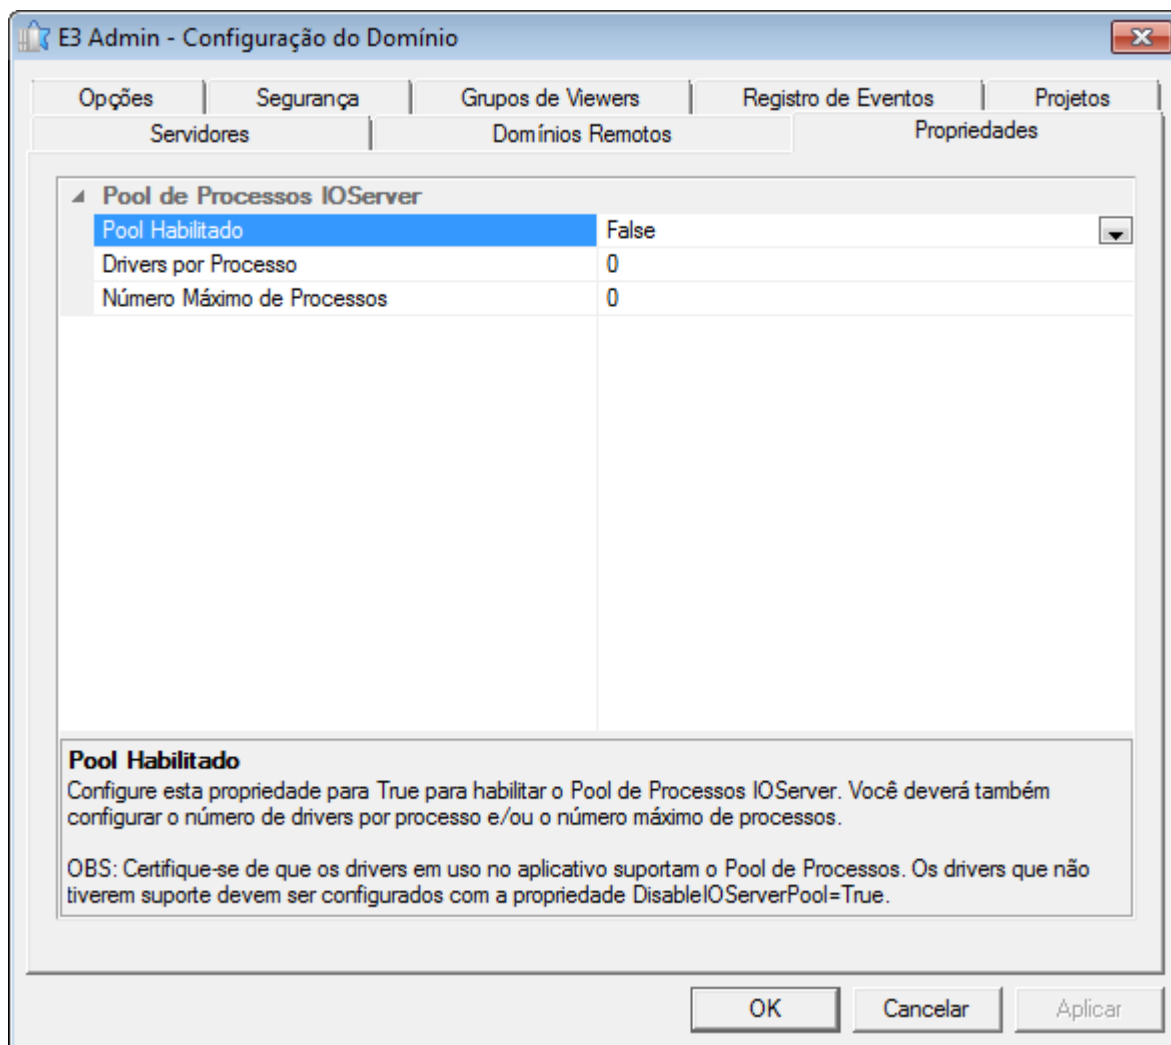 E3 Admin - Configuração do Domínio
Opções Segurança Grupos de Viewers Registro de Eventos Projetos
Servidores Domínios Remotos Propriedades
Pool de Processos IOServer
Pool Habilitado False
Drivers por Processo 0
Número Máximo de Processos 0
Pool Habilitado
Configure esta propriedade para True para habilitar o Pool de Processos IOServer. Você deverá também
configurar o número de drivers por processo e/ou o número máximo de processos.
OBS: Certifique-se de que os drivers em uso no aplicativo suportam o Pool de Processos. Os drivers que não
tiverem suporte devem ser configurados com a propriedade DisableIOServerPool=True.
OK Cancelar Aplicar